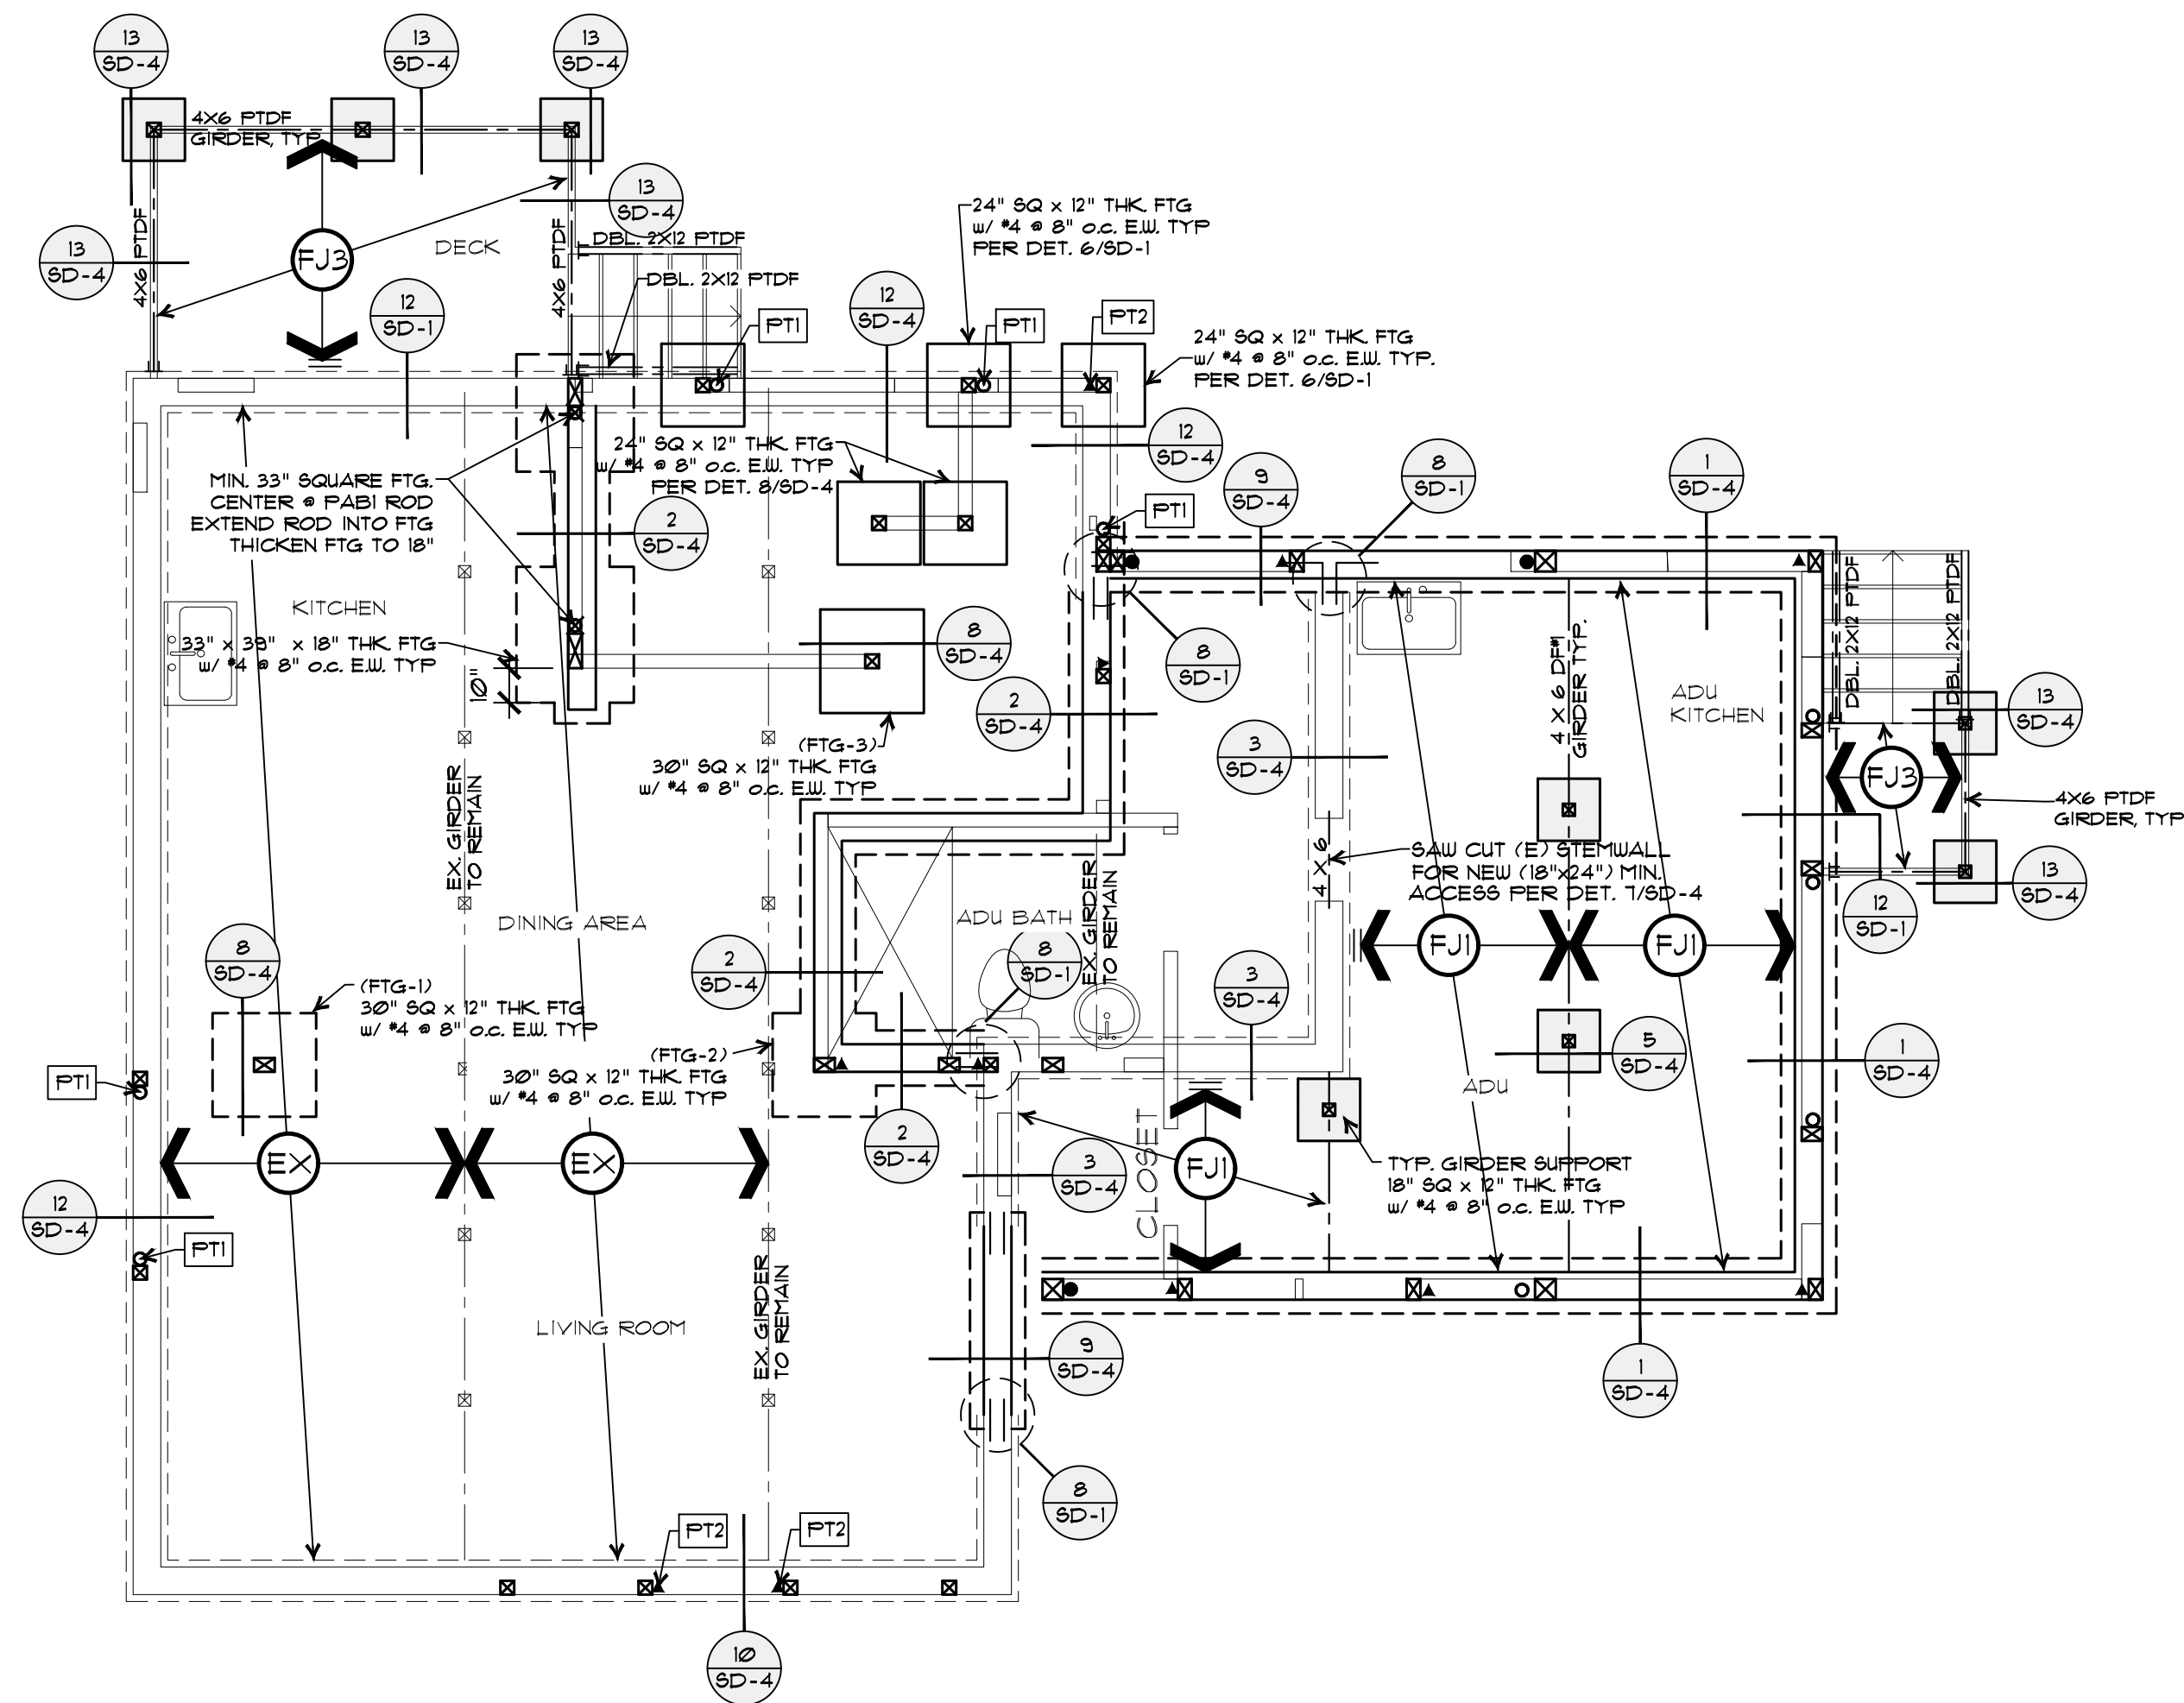 13
SD-4
13
SD-4
13
SD-4
4X6 PTDF
GIRDER, TYP
13
SD-4
13
SD-4
4X6 PTDF
FJ3
DECK
4X6 PTDF
DBL. 2X12 PTDF
DBL. 2X12 PTDF
12
SD-1
PT1
12
SD-4
24" SQ x 12" THK. FTG
w/ #4 @ 8" o.c. E.W. TYP
PER DET. 6/SD-1
PT1
PT2
24" SQ x 12" THK. FTG
w/ #4 @ 8" o.c. E.W. TYP.
PER DET. 6/SD-1
12
SD-4
24" SQ x 12" THK. FTG
w/ #4 @ 8" o.c. E.W. TYP
PER DET. 8/SD-4
MIN. 33" SQUARE FTG.
CENTER @ PAB1 ROD
EXTEND ROD INTO FTG
THICKEN FTG TO 18"
2
SD-4
PT1
9
SD-4
8
SD-1
1
SD-4
KITCHEN
33" x 39" x 18" THK. FTG
w/ #4 @ 8" o.c. E.W. TYP
10"
8
SD-4
8
SD-1
2
SD-4
(FTG-3)
30" SQ x 12" THK. FTG
w/ #4 @ 8" o.c. E.W. TYP
3
SD-4
4 X 6 DF#1
GIRDER TYP.
ADU
KITCHEN
DBL. 2X12 PTDF
DBL. 2X12 PTDF
13
SD-4
FJ3
4X6 PTDF
GIRDER, TYP
13
SD-4
12
SD-1
EX. GIRDER
TO REMAIN
DINING AREA
ADU BATH
EX. GIRDER
TO REMAIN
4 X 6
SAW CUT (E) STEMWALL
FOR NEW (18"x24") MIN.
ACCESS PER DET. 7/SD-4
FJ1
FJ1
8
SD-4
(FTG-1)
30" SQ x 12" THK. FTG
w/ #4 @ 8" o.c. E.W. TYP
2
SD-4
8
SD-1
3
SD-4
(FTG-2)
30" SQ x 12" THK. FTG
w/ #4 @ 8" o.c. E.W. TYP
5
SD-4
1
SD-4
ADU
PT1
EX
EX
2
SD-4
3
SD-4
CLOSET
FJ1
TYP. GIRDER SUPPORT
18" SQ x 12" THK. FTG
w/ #4 @ 8" o.c. E.W. TYP
12
SD-4
PT1
LIVING ROOM
EX. GIRDER
TO REMAIN
9
SD-4
1
SD-4
8
SD-1
PT2
PT2
10
SD-4